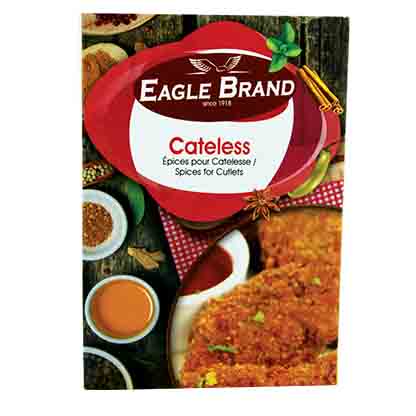 EAGLE BRAND
since 1918
Cateless
Épices pour Catelesse /
Spices for Cutlets